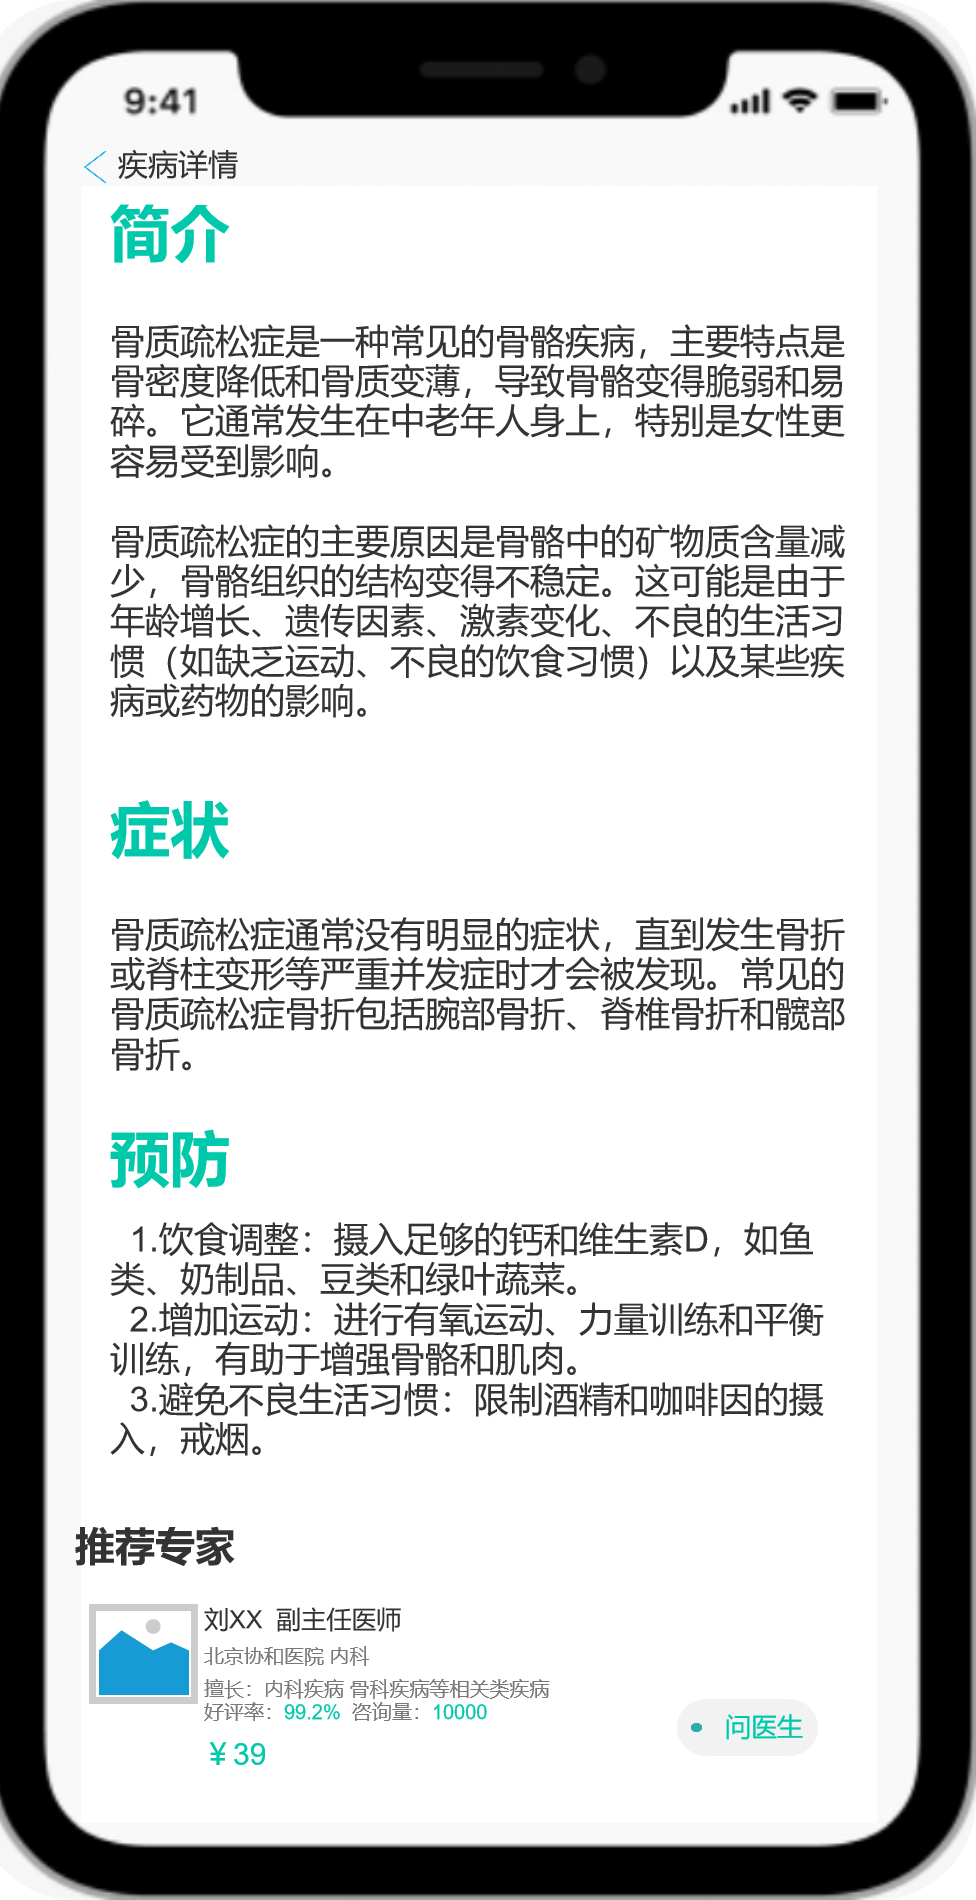 9:41
疾病详情
简介
骨质疏松症是一种常见的骨骼疾病，主要特点是
骨密度降低和骨质变薄，导致骨骼变得脆弱和易
碎。它通常发生在中老年人身上，特别是女性更
容易受到影响。
骨质疏松症的主要原因是骨骼中的矿物质含量减
少，骨骼组织的结构变得不稳定。这可能是由于
年龄增长、遗传因素、激素变化、不良的生活习
惯（如缺乏运动、不良的饮食习惯）以及某些疾
病或药物的影响。
症状
骨质疏松症通常没有明显的症状，直到发生骨折
或脊柱变形等严重并发症时才会被发现。常见的
骨质疏松症骨折包括腕部骨折、脊椎骨折和髋部
骨折。
预防
1.饮食调整：摄入足够的钙和维生素D，如鱼
类、奶制品、豆类和绿叶蔬菜。
2.增加运动：进行有氧运动、力量训练和平衡
训练，有助于增强骨骼和肌肉。
3.避免不良生活习惯：限制酒精和咖啡因的摄
入，戒烟。
推荐专家
刘XX 副主任医师
北京协和医院 内科
擅长：内科疾病 骨科疾病等相关类疾病
好评率：99.2% 咨询量：10000
￥39
问医生